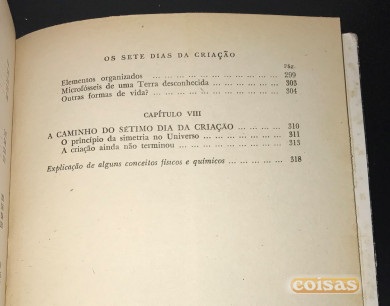 OS SETE DIAS DA CRIAÇÃO
Pág.
Elementos organizados ... ... ... ... ... ... ... ... 299
Microfósseis de uma Terra desconhecida ... ... ... ... 303
Outras formas de vida? ... ... ... ... ... ... ... ... 304
CAPÍTULO VIII
A CAMINHO DO SETIMO DIA DA CRIAÇÃO ... ... ... ... 310
O princípio da simetria no Universo ... ... ... ... ... 311
A criação ainda não terminou ... ... ... ... ... ... ... 315
Explicação de alguns conceitos físicos e químicos ... ... ... ... 318
coisas